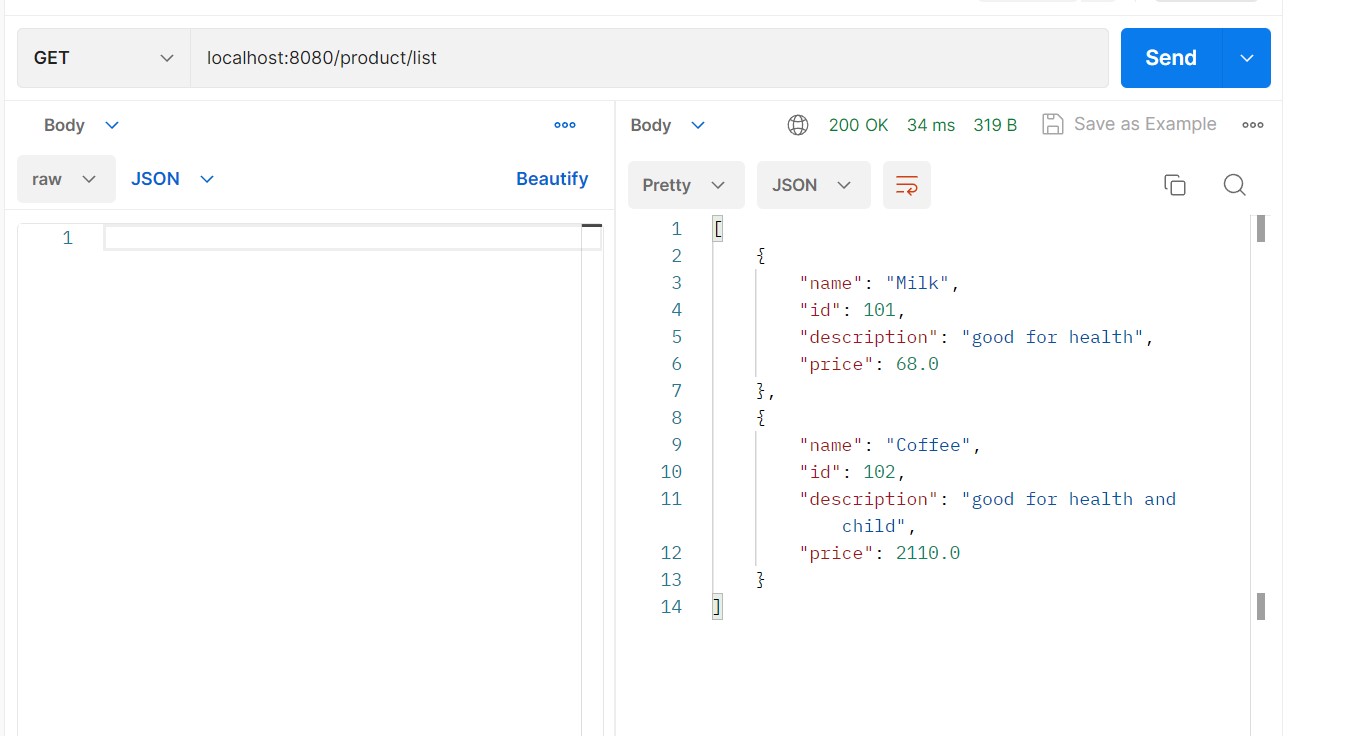 GET localhost:8080/product/list Send
Body
raw JSON Beautify
1
Body 200 OK 34 ms 319 B Save as Example
Pretty JSON
1 [
2 {
3 "name": "Milk",
4 "id": 101,
5 "description": "good for health",
6 "price": 68.0
7 },
8 {
9 "name": "Coffee",
10 "id": 102,
11 "description": "good for health and
child",
12 "price": 2110.0
13 }
14 ]